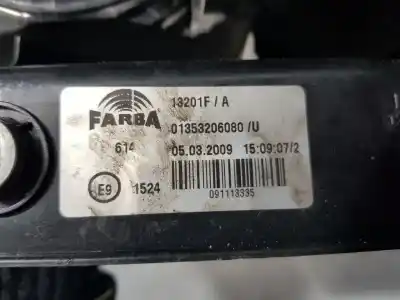 FARBA
13201F / A
01353206080 /U
614
05.03.2009 15:09:07/2
E9 1524
091113335